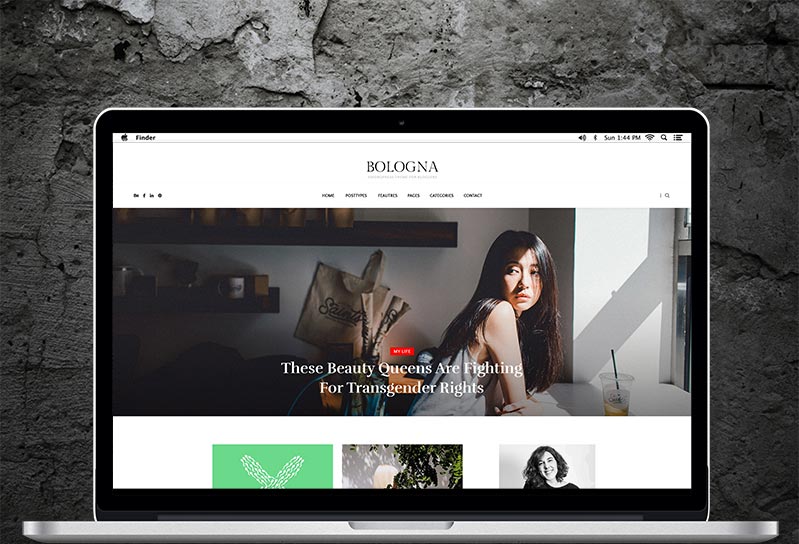 Finder
Sun 1:44 PM
BOLOGNA
HOME POSTTYPES FEAUTRES PAGES CATEGORIES CONTACT
MY LIFE
These Beauty Queens Are Fighting
For Transgender Rights